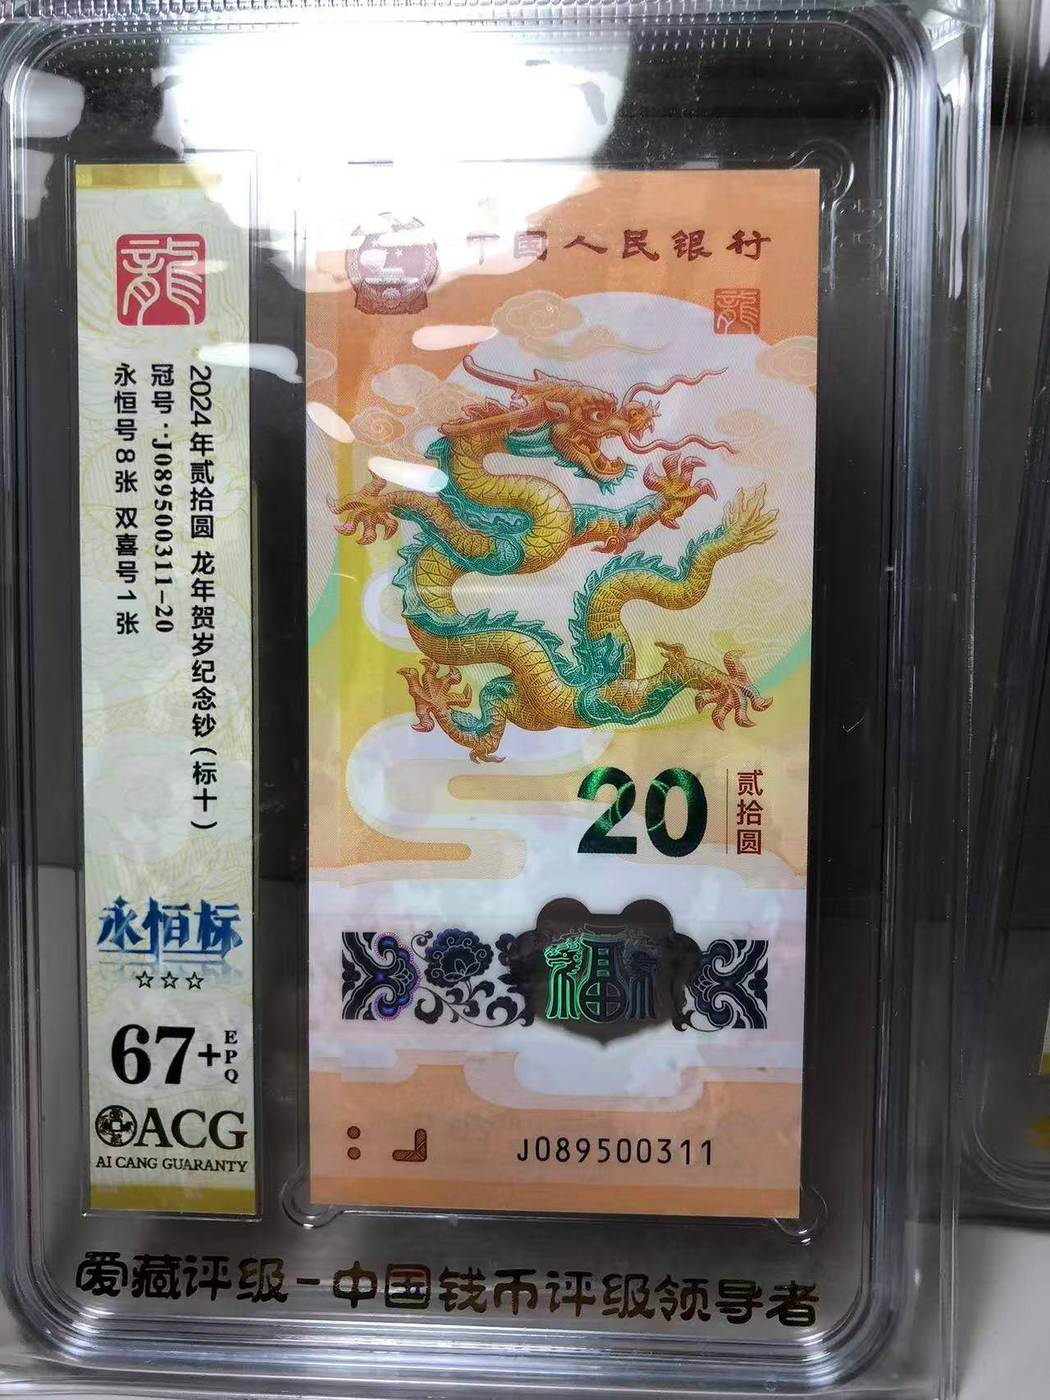 龍
2024年贰拾圆 龙年贺岁纪念钞(标十)
冠号:J089500311-20
永恒号8张 双喜号1张
永恒标
☆☆☆
67+EPQ
ACG
AI CANG GUARANTY
中国人民银行
龍
20
贰拾圆
福
J089500311
爱藏评级-中国钱币评级领导者